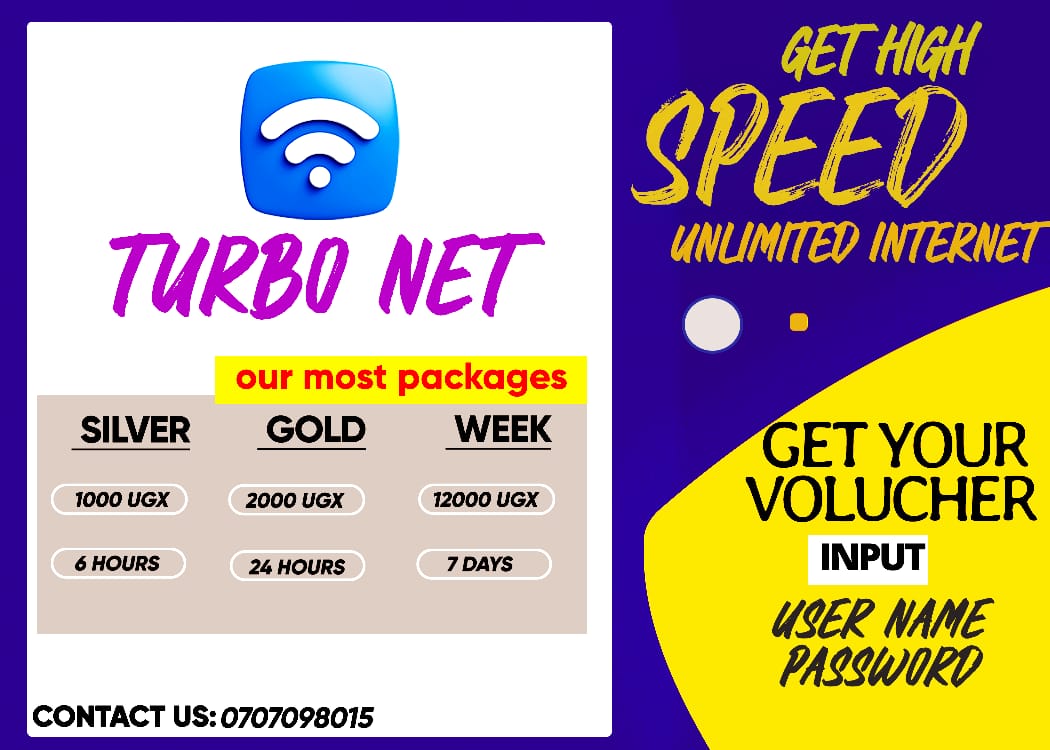 TURBO NET
our most packages
SILVER GOLD WEEK
1000 UGX 2000 UGX 12000 UGX
6 HOURS 24 HOURS 7 DAYS
CONTACT US: 0707098015
GET HIGH
SPEED
UNLIMITED INTERNET
GET YOUR
VOLUCHER
INPUT
USER NAME
PASSWORD